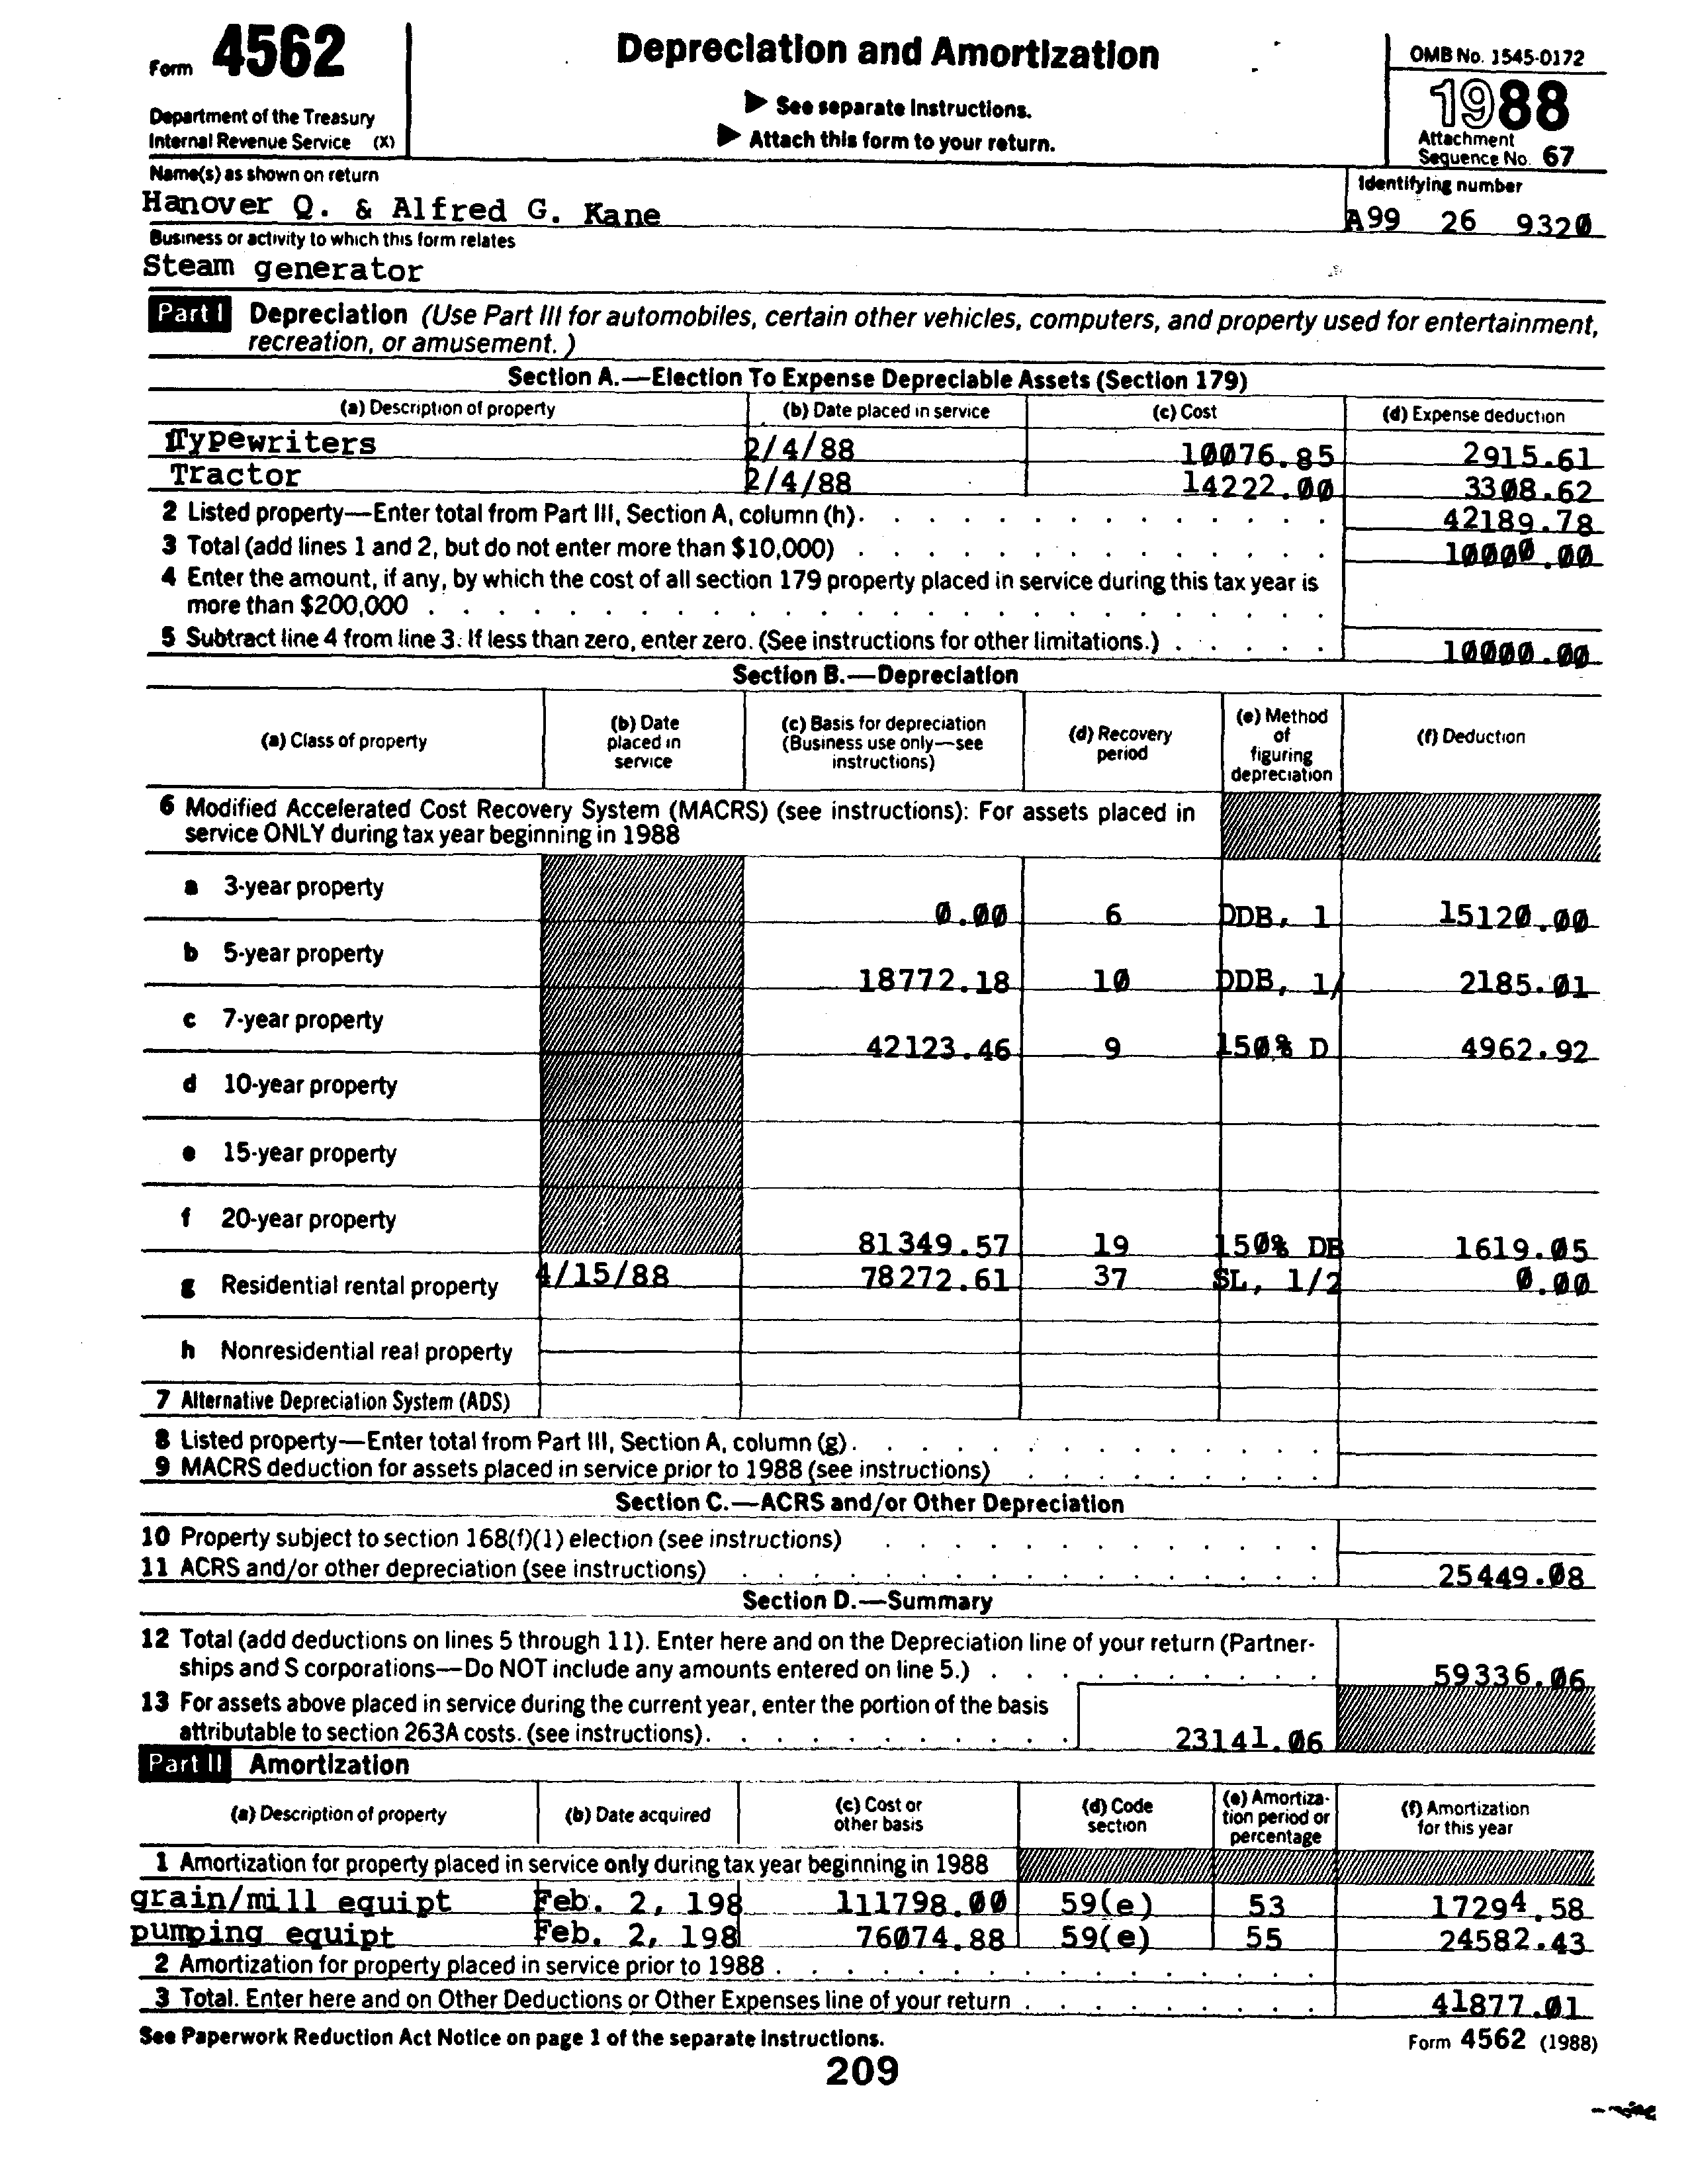 Form 4562
Department of the Treasury
Internal Revenue Service (X)
Depreciation and Amortization
▶ See separate Instructions.
▶ Attach this form to your return.
OMB No. 1545-0172
1988
Attachment
Sequence No. 67
Name(s) as shown on return
Hanover Q. & Alfred G. Kane
Identifying number
A99 26 9320
Business or activity to which this form relates
Steam generator
Part I Depreciation (Use Part III for automobiles, certain other vehicles, computers, and property used for entertainment,
recreation, or amusement.)
Section A.—Election To Expense Depreciable Assets (Section 179)
(a) Description of property (b) Date placed in service (c) Cost (d) Expense deduction
Typewriters 2/4/88 10076.85 2915.61
Tractor 2/4/88 14222.00 3308.62
2 Listed property—Enter total from Part III, Section A, column (h). 42189.78
3 Total (add lines 1 and 2, but do not enter more than $10,000) 10000.00
4 Enter the amount, if any, by which the cost of all section 179 property placed in service during this tax year is
more than $200,000
5 Subtract line 4 from line 3. If less than zero, enter zero. (See instructions for other limitations.) 10000.00
Section B.—Depreciation
(a) Class of property
(b) Date
placed in
service
(c) Basis for depreciation
(Business use only—see
instructions)
(d) Recovery
period
(e) Method
of
figuring
depreciation
(f) Deduction
6 Modified Accelerated Cost Recovery System (MACRS) (see instructions): For assets placed in
service ONLY during tax year beginning in 1988
a 3-year property 0.00 6 DDB, 1 15120.00
b 5-year property 18772.18 10 DDB, 1/ 2185.01
c 7-year property 42123.46 9 150% D 4962.92
d 10-year property
e 15-year property
f 20-year property 81349.57 19 150% DB 1619.05
g Residential rental property 4/15/88 78272.61 37 SL, 1/2 0.00
h Nonresidential real property
7 Alternative Depreciation System (ADS)
8 Listed property—Enter total from Part III, Section A, column (g).
9 MACRS deduction for assets placed in service prior to 1988 (see instructions)
Section C.—ACRS and/or Other Depreciation
10 Property subject to section 168(f)(1) election (see instructions)
11 ACRS and/or other depreciation (see instructions) 25449.08
Section D.—Summary
12 Total (add deductions on lines 5 through 11). Enter here and on the Depreciation line of your return (Partner-
ships and S corporations—Do NOT include any amounts entered on line 5.) 59336.06
13 For assets above placed in service during the current year, enter the portion of the basis
attributable to section 263A costs. (see instructions). 23141.06
Part II Amortization
(a) Description of property
(b) Date acquired
(c) Cost or
other basis
(d) Code
section
(e) Amortiza-
tion period or
percentage
(f) Amortization
for this year
1 Amortization for property placed in service only during tax year beginning in 1988
grain/mill equipt Feb. 2, 198 111798.00 59(e) 53 17294.58
pumping equipt Feb. 2, 198 76074.88 59(e) 55 24582.43
2 Amortization for property placed in service prior to 1988
3 Total. Enter here and on Other Deductions or Other Expenses line of your return 41877.01
See Paperwork Reduction Act Notice on page 1 of the separate instructions.
Form 4562 (1988)
209